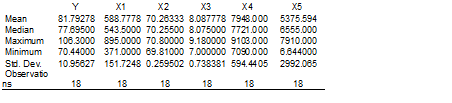 Y X1 X2 X3 X4 X5
Mean 81.79278 588.7778 70.26333 8.087778 7948.000 5375.594
Median 77.69500 543.5000 70.25500 8.075000 7721.000 6555.000
Maximum 106.3000 895.0000 70.80000 9.180000 9103.000 7910.000
Minimum 70.44000 371.0000 69.81000 7.000000 7090.000 6.644000
Std. Dev. 10.95627 151.7248 0.259502 0.738381 594.4405 2992.065
Observatio
ns 18 18 18 18 18 18